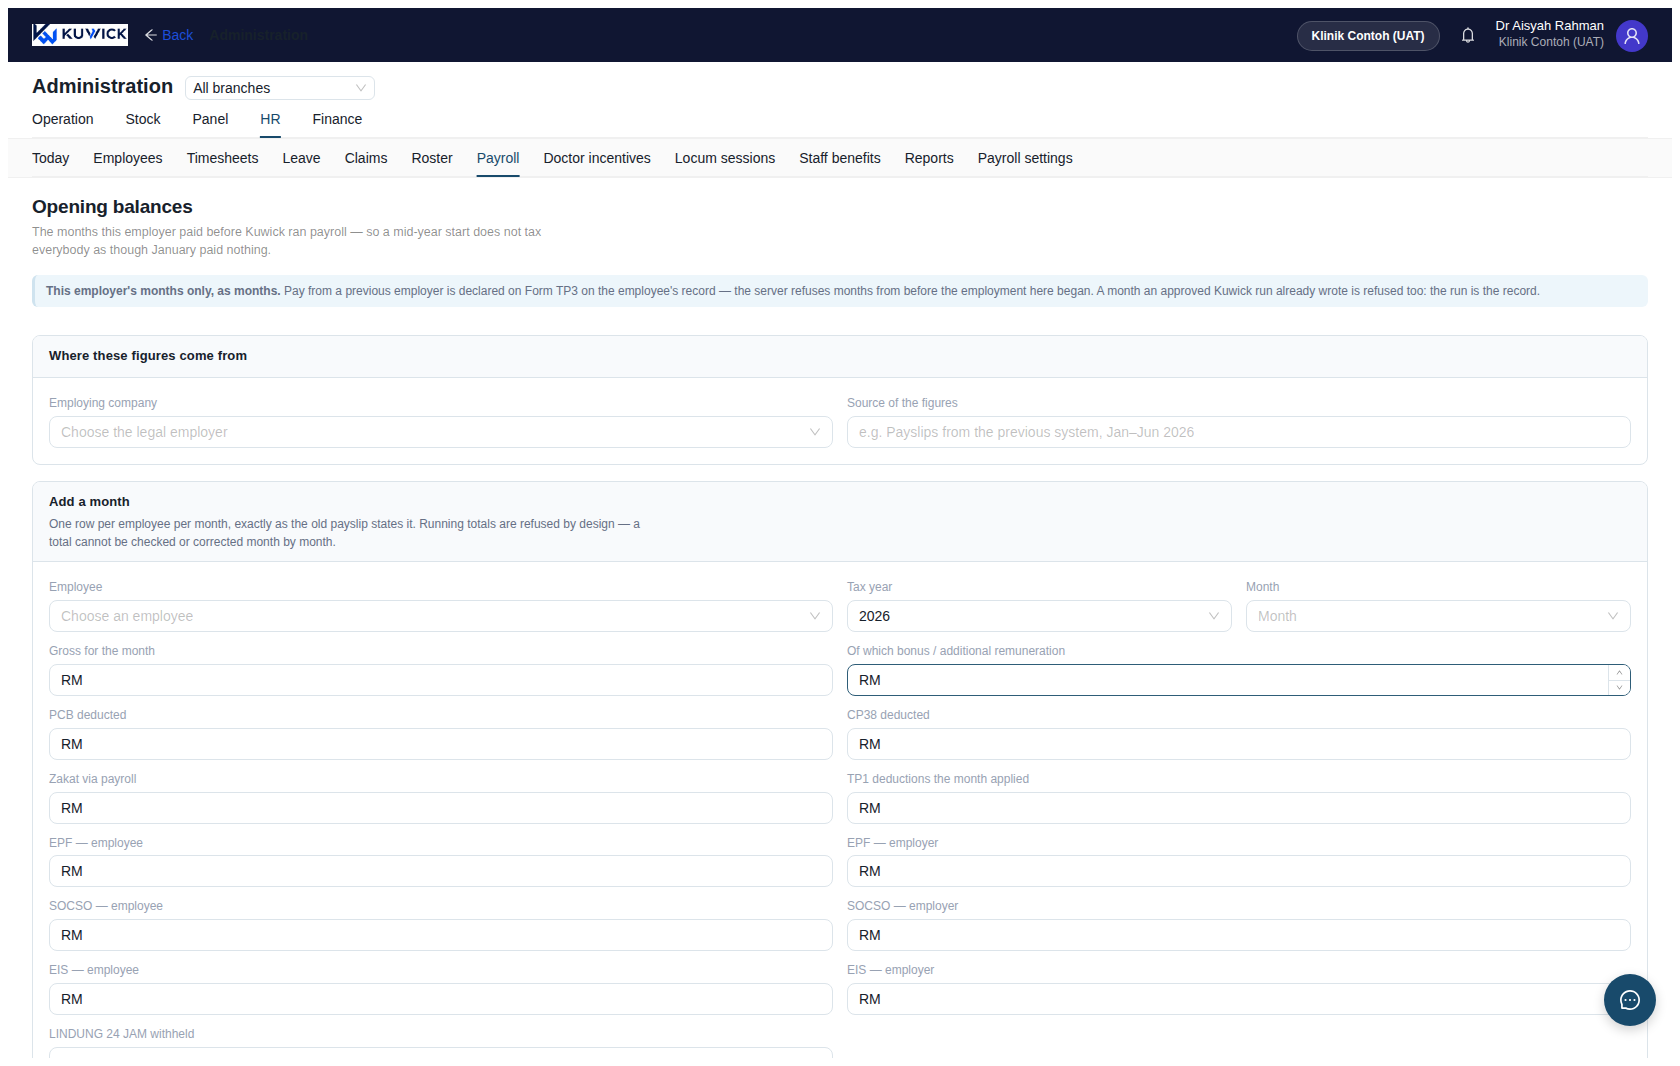 KUWICK
Back
Administration
Klinik Contoh (UAT)
Dr Aisyah Rahman
Klinik Contoh (UAT)
Administration
All branches
Operation
Stock
Panel
HR
Finance
Today
Employees
Timesheets
Leave
Claims
Roster
Payroll
Doctor incentives
Locum sessions
Staff benefits
Reports
Payroll settings
Opening balances
The months this employer paid before Kuwick ran payroll — so a mid-year start does not tax
everybody as though January paid nothing.
This employer's months only, as months. Pay from a previous employer is declared on Form TP3 on the employee's record — the server refuses months from before the employment here began. A month an approved Kuwick run already wrote is refused too: the run is the record.
Where these figures come from
Employing company
Source of the figures
Choose the legal employer
e.g. Payslips from the previous system, Jan–Jun 2026
Add a month
One row per employee per month, exactly as the old payslip states it. Running totals are refused by design — a
total cannot be checked or corrected month by month.
Employee
Tax year
Month
Choose an employee
2026
Month
Gross for the month
Of which bonus / additional remuneration
RM
RM
PCB deducted
CP38 deducted
RM
RM
Zakat via payroll
TP1 deductions the month applied
RM
RM
EPF — employee
EPF — employer
RM
RM
SOCSO — employee
SOCSO — employer
RM
RM
EIS — employee
EIS — employer
RM
RM
LINDUNG 24 JAM withheld